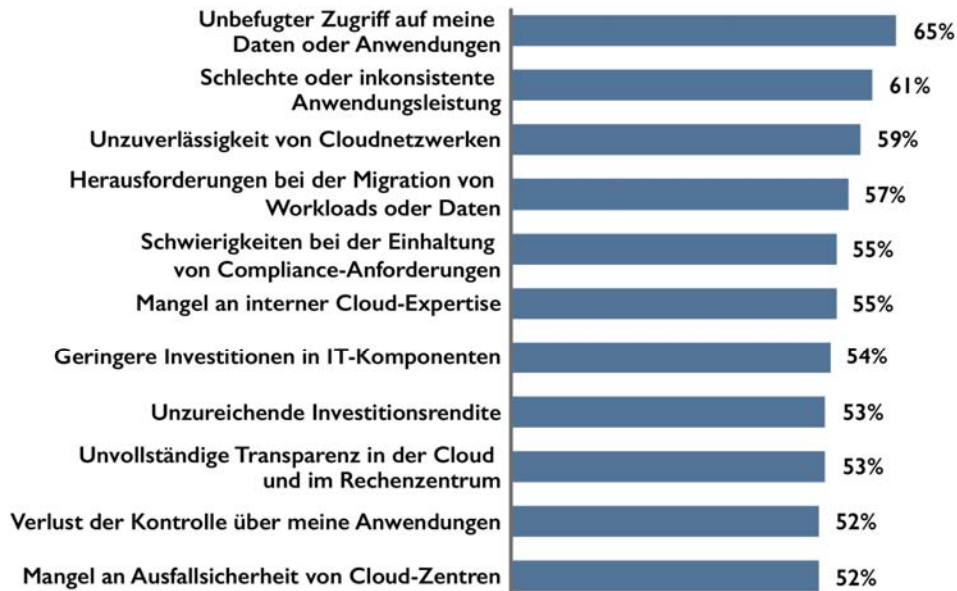 Unbefugter Zugriff auf meine
Daten oder Anwendungen
65%
Schlechte oder inkonsistente
Anwendungsleistung
61%
Unzuverlässigkeit von Cloudnetzwerken
59%
Herausforderungen bei der Migration von
Workloads oder Daten
57%
Schwierigkeiten bei der Einhaltung
von Compliance-Anforderungen
55%
Mangel an interner Cloud-Expertise
55%
Geringere Investitionen in IT-Komponenten
54%
Unzureichende Investitionsrendite
53%
Unvollständige Transparenz in der Cloud
und im Rechenzentrum
53%
Verlust der Kontrolle über meine Anwendungen
52%
Mangel an Ausfallsicherheit von Cloud-Zentren
52%